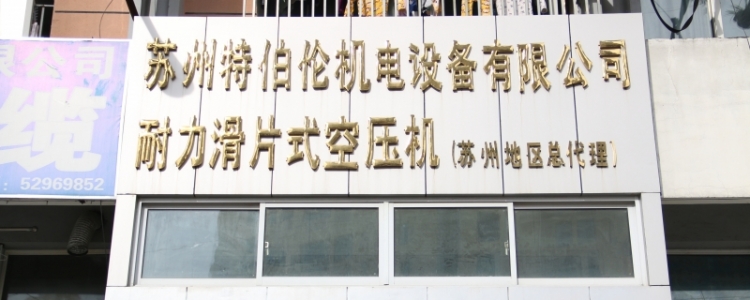 苏州特伯伦机电设备有限公司
耐力滑片式空压机(苏州地区总代理)
限公司
缆
:52969852